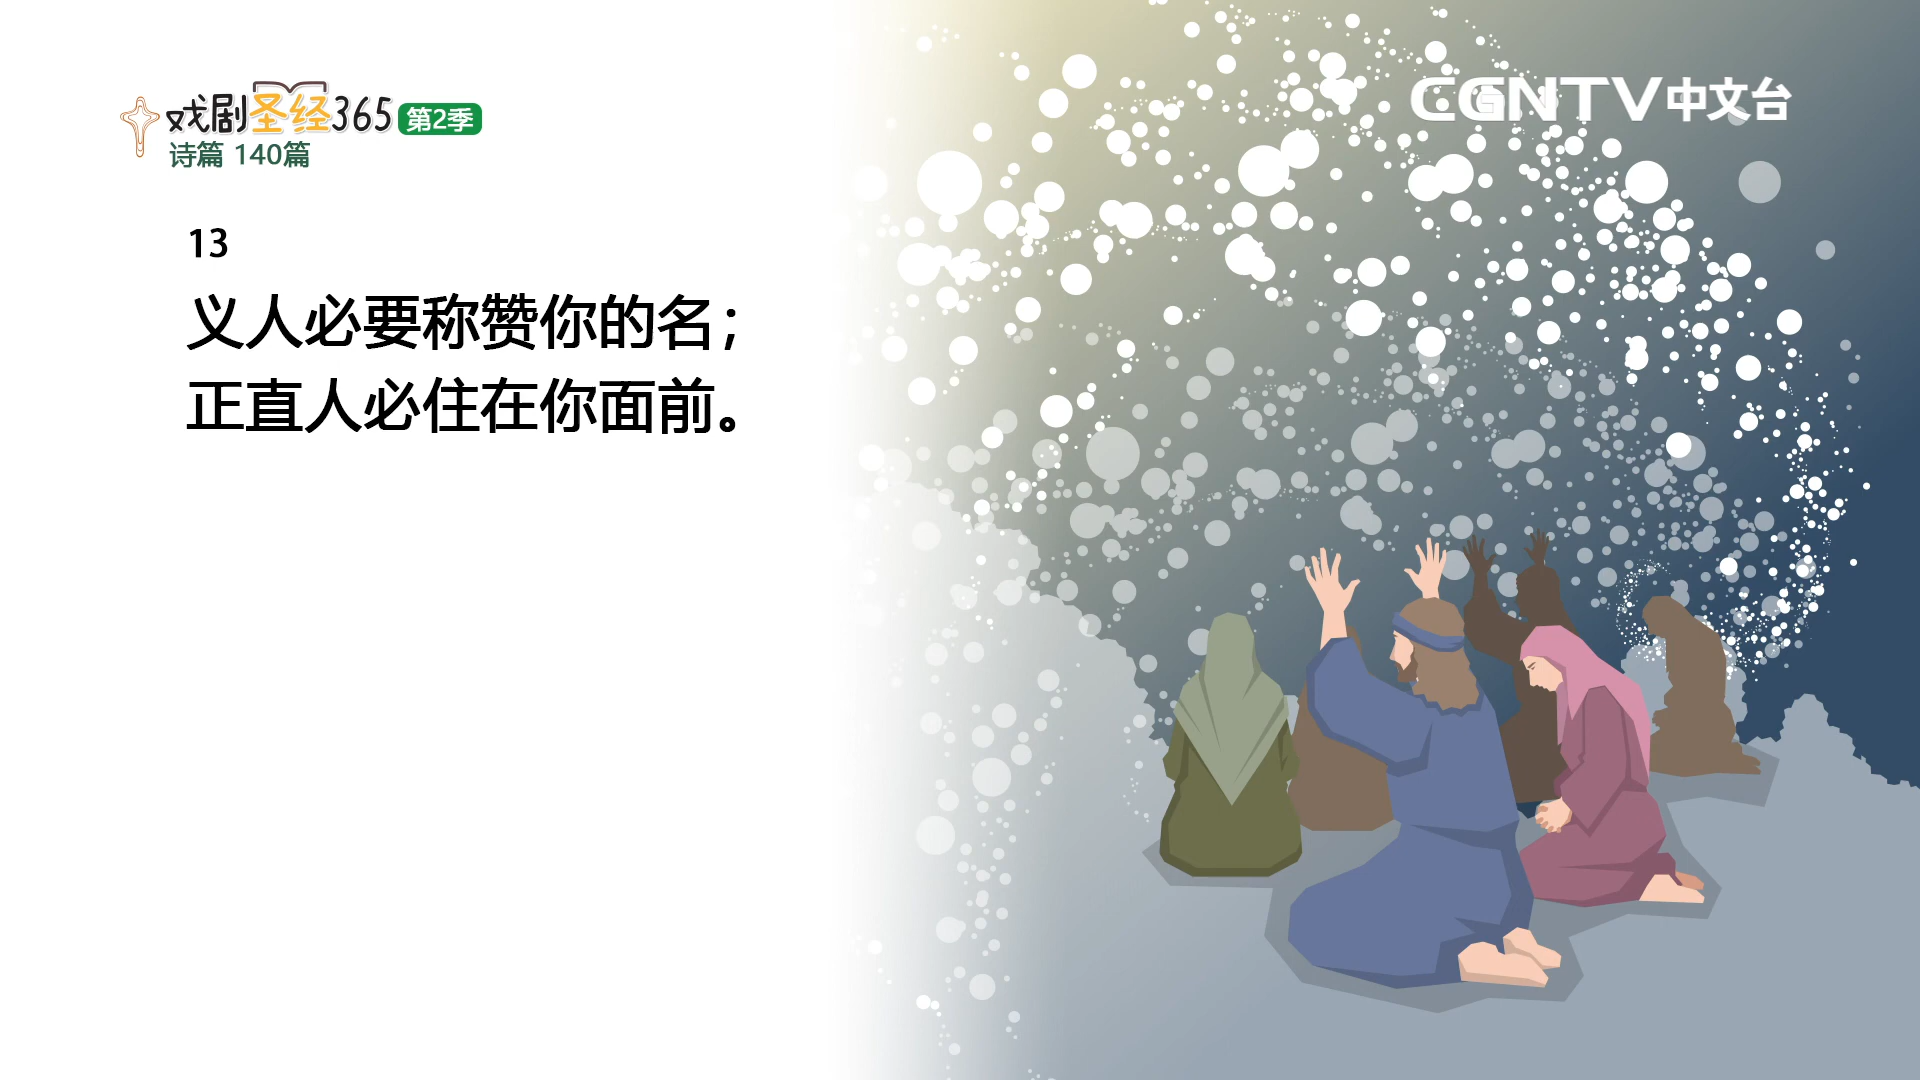 戏剧圣经365 第2季
诗篇 140篇
CGNTV中文台
13
义人必要称赞你的名；
正直人必住在你面前。